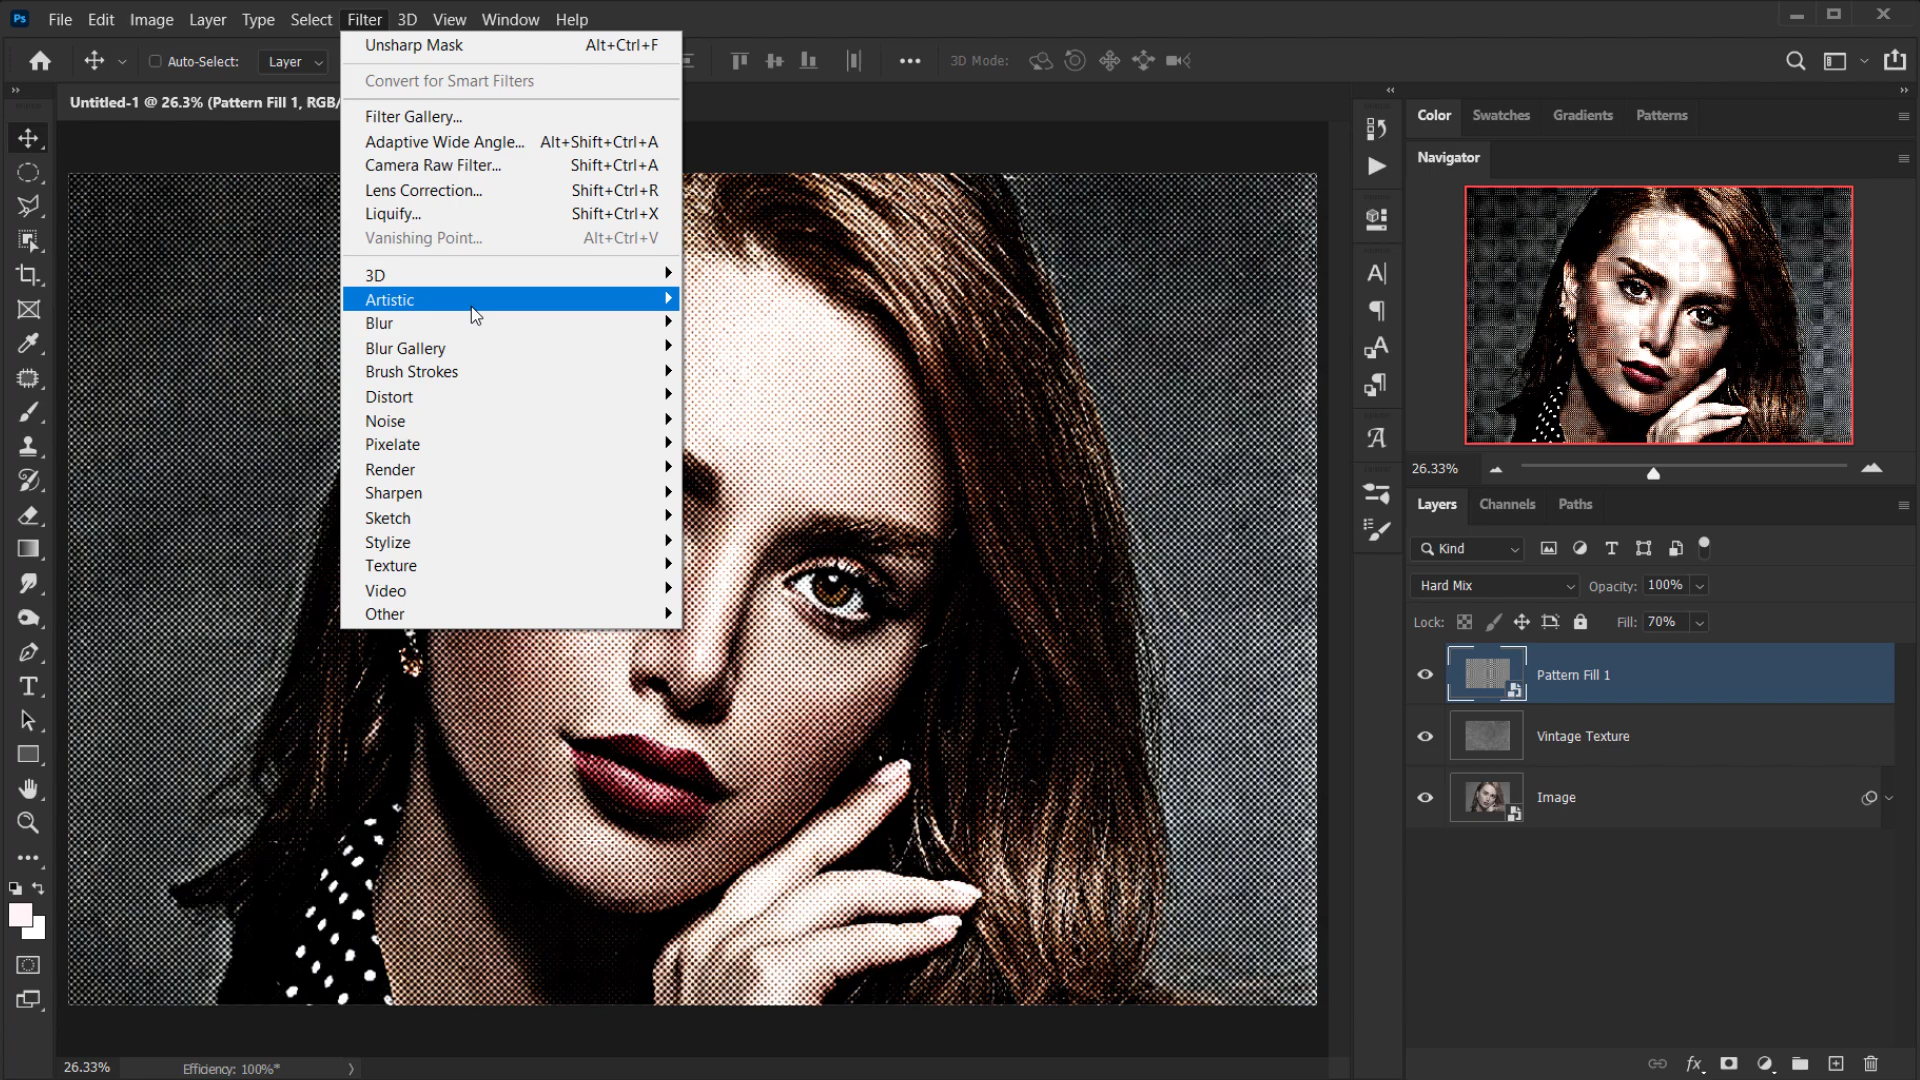 Ps File Edit Image Layer Type Select Filter 3D View Window Help
Auto-Select: Layer 3D Mode:
Untitled-1 @ 26.3% (Pattern Fill 1, RGB/
Unsharp Mask Alt+Ctrl+F
Convert for Smart Filters
Filter Gallery...
Adaptive Wide Angle... Alt+Shift+Ctrl+A
Camera Raw Filter... Shift+Ctrl+A
Lens Correction... Shift+Ctrl+R
Liquify... Shift+Ctrl+X
Vanishing Point... Alt+Ctrl+V
3D
Artistic
Blur
Blur Gallery
Brush Strokes
Distort
Noise
Pixelate
Render
Sharpen
Sketch
Stylize
Texture
Video
Other
Color Swatches Gradients Patterns
Navigator
26.33%
Layers Channels Paths
Kind
Hard Mix Opacity: 100%
Lock: Fill: 70%
Pattern Fill 1
Vintage Texture
Image
fx
26.33% Efficiency: 100%*